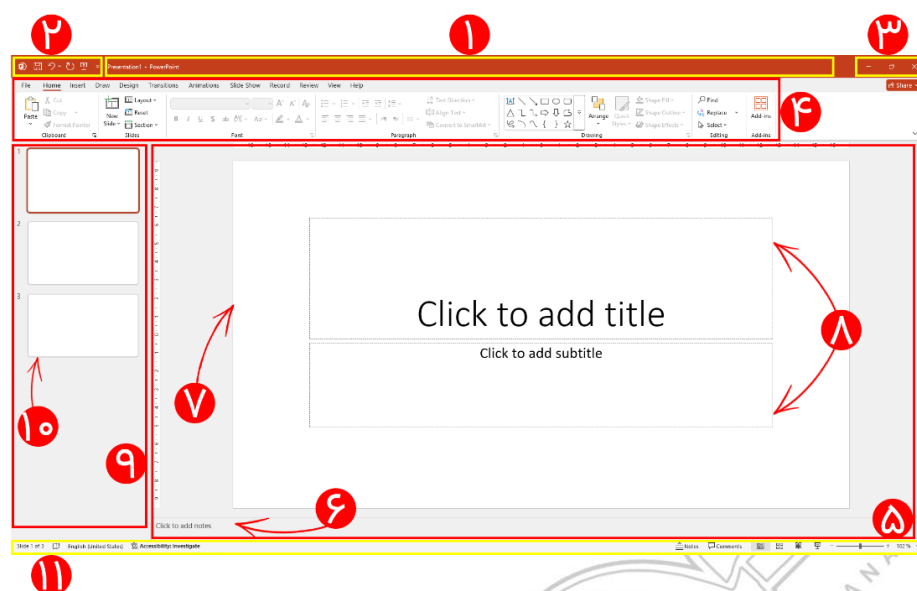 ۲
۱
۳
Presentation1 - PowerPoint
File Home Insert Draw Design Transitions Animations Slide Show Record Review View Help
Share
Paste
Cut
Copy
Format Painter
Clipboard
New Slide
Layout
Reset
Section
Slides
B I U S ab AV Aa A
Font
Text Direction
Align Text
Convert to SmartArt
Paragraph
Arrange
Quick Styles
Shape Fill
Shape Outline
Shape Effects
Drawing
Find
Replace
Select
Editing
Add-ins
Add-ins
۴
1
2
3
Click to add title
Click to add subtitle
۸
۷
۱۰
۹
۶
۵
Click to add notes
Slide 1 of 3 English (United States) Accessibility: Investigate
Notes Comments
102%
۱۱